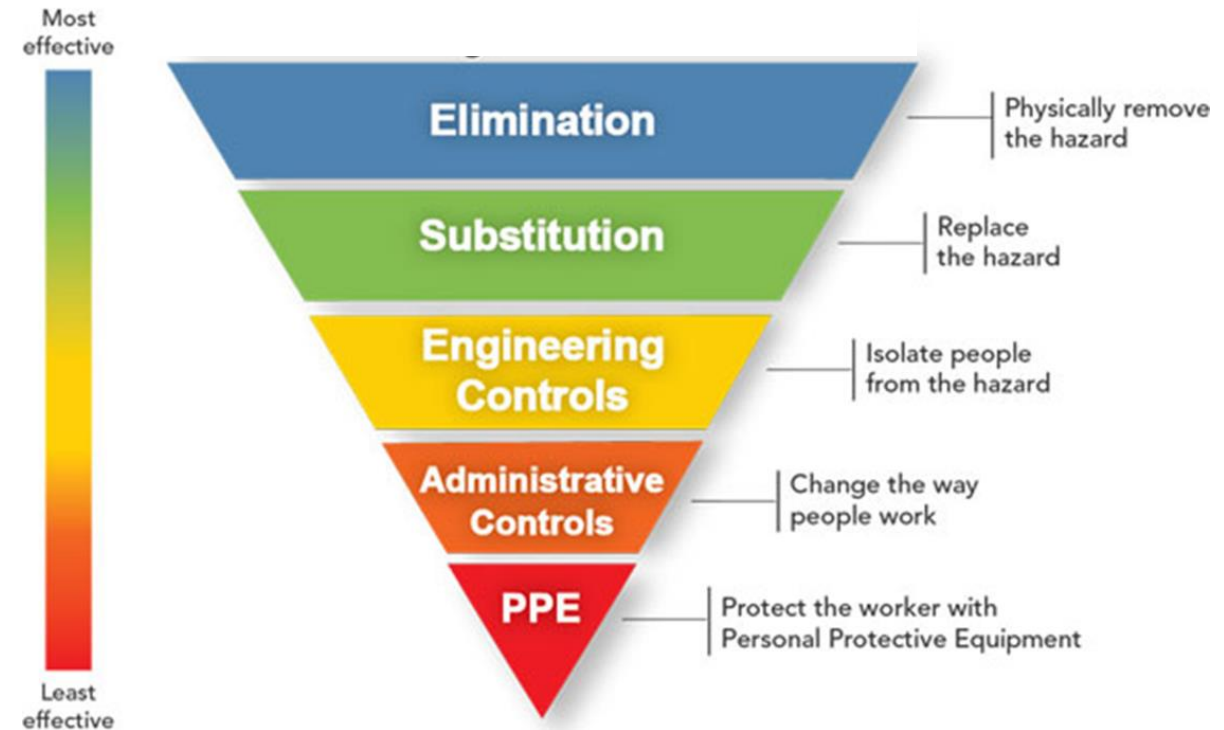 Most
effective
Elimination
Physically remove
the hazard
Substitution
Replace
the hazard
Engineering
Controls
Isolate people
from the hazard
Administrative
Controls
Change the way
people work
PPE
Protect the worker with
Personal Protective Equipment
Least
effective